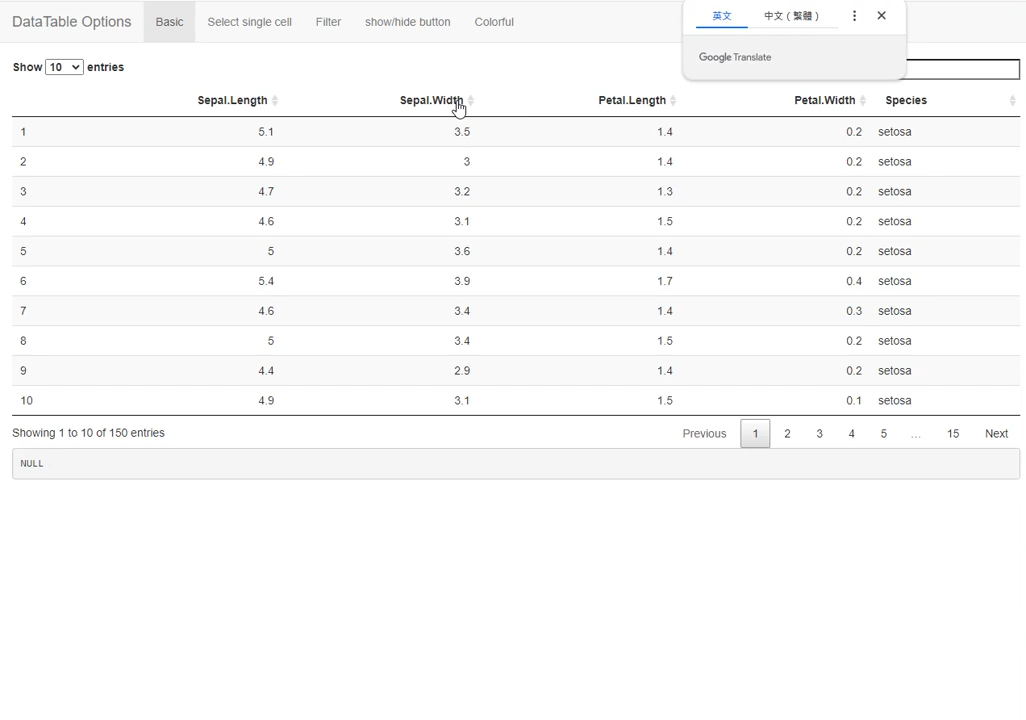 DataTable Options Basic Select single cell Filter show/hide button Colorful
英文 中文（繁體）
Google Translate
Show 10 entries
Sepal.Length Sepal.Width Petal.Length Petal.Width Species
1 5.1 3.5 1.4 0.2 setosa
2 4.9 3 1.4 0.2 setosa
3 4.7 3.2 1.3 0.2 setosa
4 4.6 3.1 1.5 0.2 setosa
5 5 3.6 1.4 0.2 setosa
6 5.4 3.9 1.7 0.4 setosa
7 4.6 3.4 1.4 0.3 setosa
8 5 3.4 1.5 0.2 setosa
9 4.4 2.9 1.4 0.2 setosa
10 4.9 3.1 1.5 0.1 setosa
Showing 1 to 10 of 150 entries
Previous 1 2 3 4 5 … 15 Next
NULL